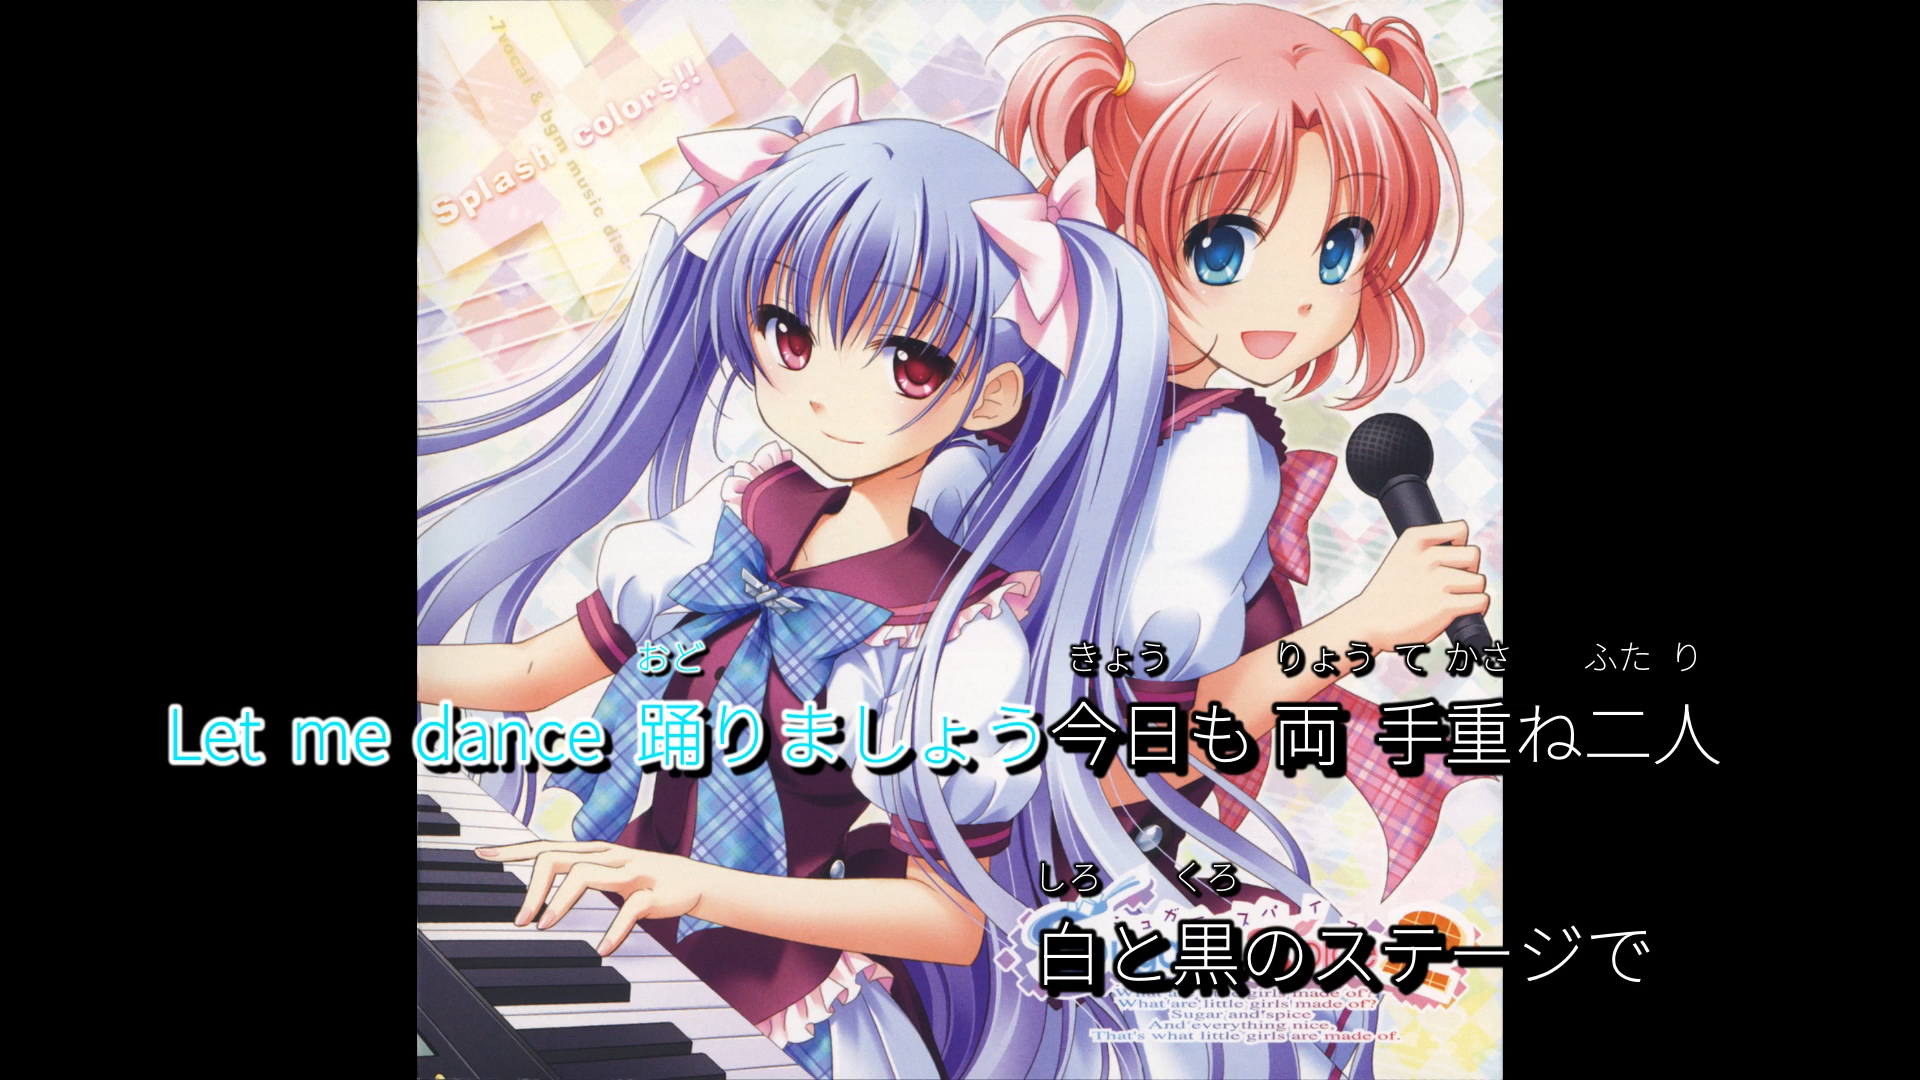 -7vocal & bgm music disc-
Splash colors!!
おど きょう りょう て かさ ふた り
Let me dance 踊りましょう今日も両手重ね二人
しろ くろ
白と黒のステージで
What are little girls made of?
Sugar and spice
And everything nice.
That's what little girls are made of.